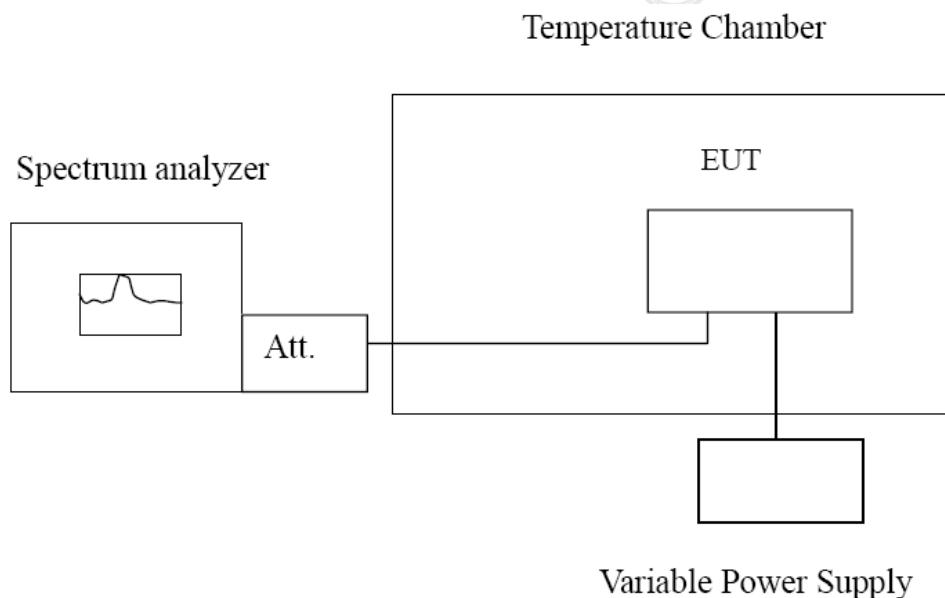 Temperature Chamber
Spectrum analyzer
EUT
Att.
Variable Power Supply